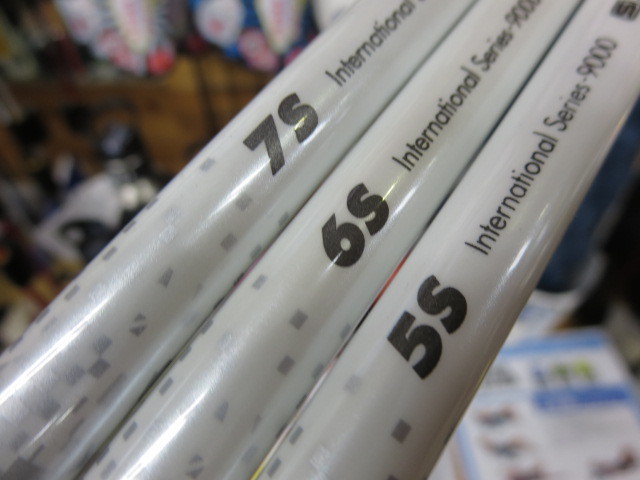 7S International
6S International Series-9000
5S International Series-9000